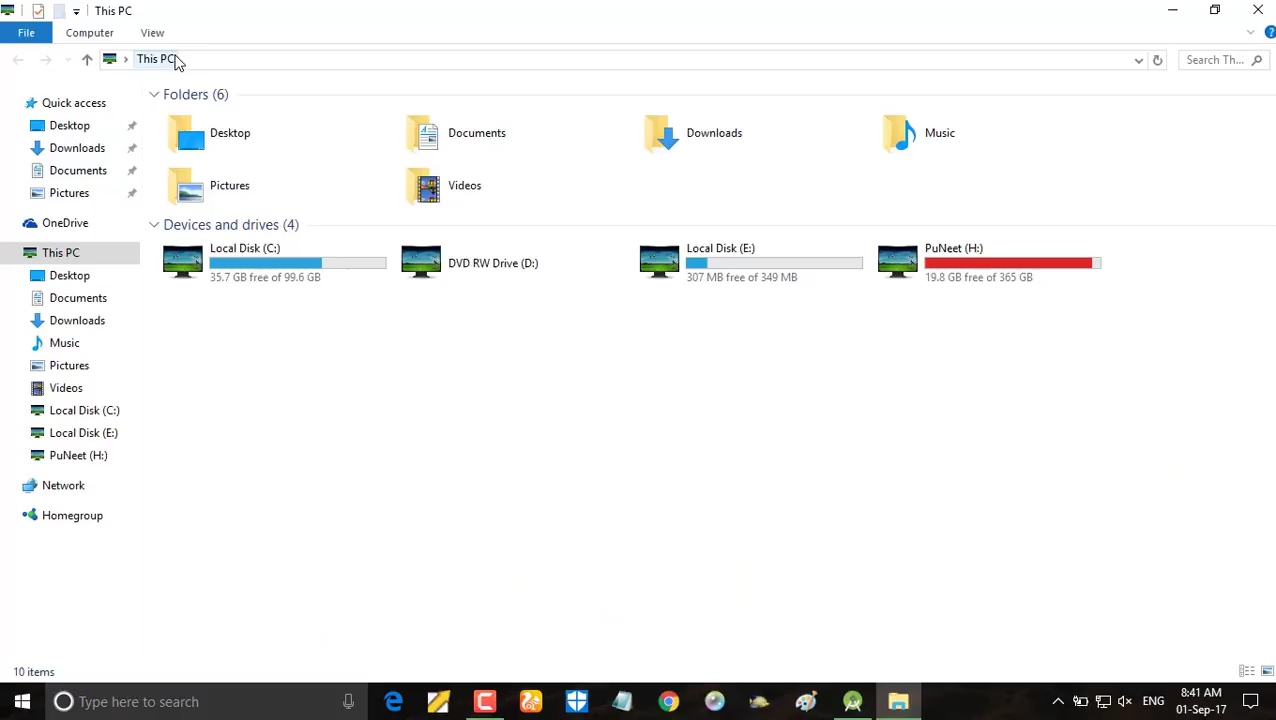 This PC
File Computer View
This PC
Search Th...
Quick access
Desktop
Downloads
Documents
Pictures
OneDrive
This PC
Desktop
Documents
Downloads
Music
Pictures
Videos
Local Disk (C:)
Local Disk (E:)
PuNeet (H:)
Network
Homegroup
Folders (6)
Desktop
Documents
Downloads
Music
Pictures
Videos
Devices and drives (4)
Local Disk (C:)
35.7 GB free of 99.6 GB
DVD RW Drive (D:)
Local Disk (E:)
307 MB free of 349 MB
PuNeet (H:)
19.8 GB free of 365 GB
10 items
Type here to search
ENG
8:41 AM
01-Sep-17